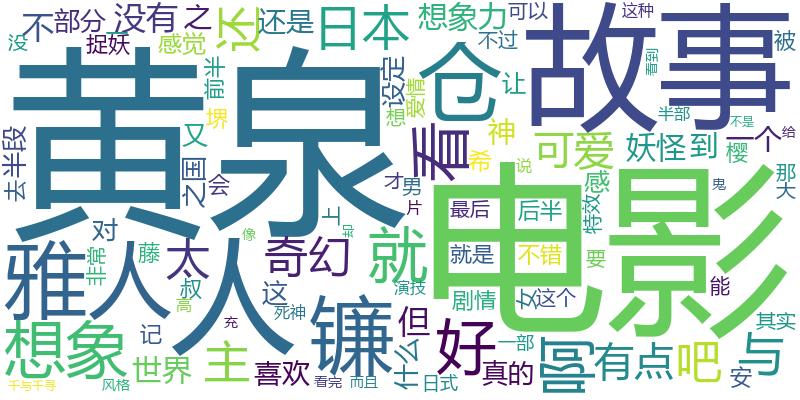 不 部分 没有 之 还 还是 日本 想象力 可以 这种 故事 被
没 捉妖 感觉 一 不过 看到
黄泉 前半 设定 爱情 想 仓 让 半部 不是 给
去 半段 又 堺 看 神 希 可爱 妖怪 到 樱 一个 那
之国 会 才 男 电影 说 感 鬼 大
对 藤 上 片 最后 后半 特效
雅人 人 像 非常 太 奇幻 就 就是 不错 要
叔 这 高 死神 演技 剧情 女 这个 能
想象 记 充 镰 但 好 一部 其实
世界 主 喜欢 什么 真的 啊 有点 吧 与
千与千寻 风格 看完 而且 日式 安